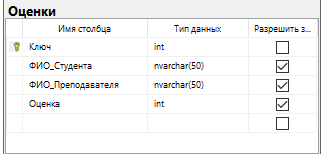 Оценки
Имя столбца Тип данных Разрешить з...
Ключ int
ФИО_Студента nvarchar(50)
ФИО_Преподавателя nvarchar(50)
Оценка int